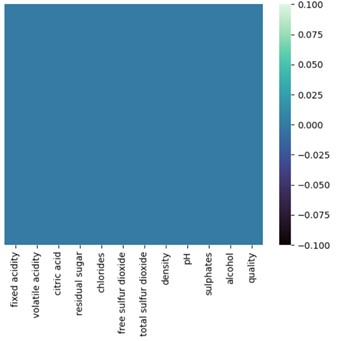 0.100
0.075
0.050
0.025
0.000
−0.025
−0.050
−0.075
−0.100
fixed acidity
volatile acidity
citric acid
residual sugar
chlorides
free sulfur dioxide
total sulfur dioxide
density
pH
sulphates
alcohol
quality